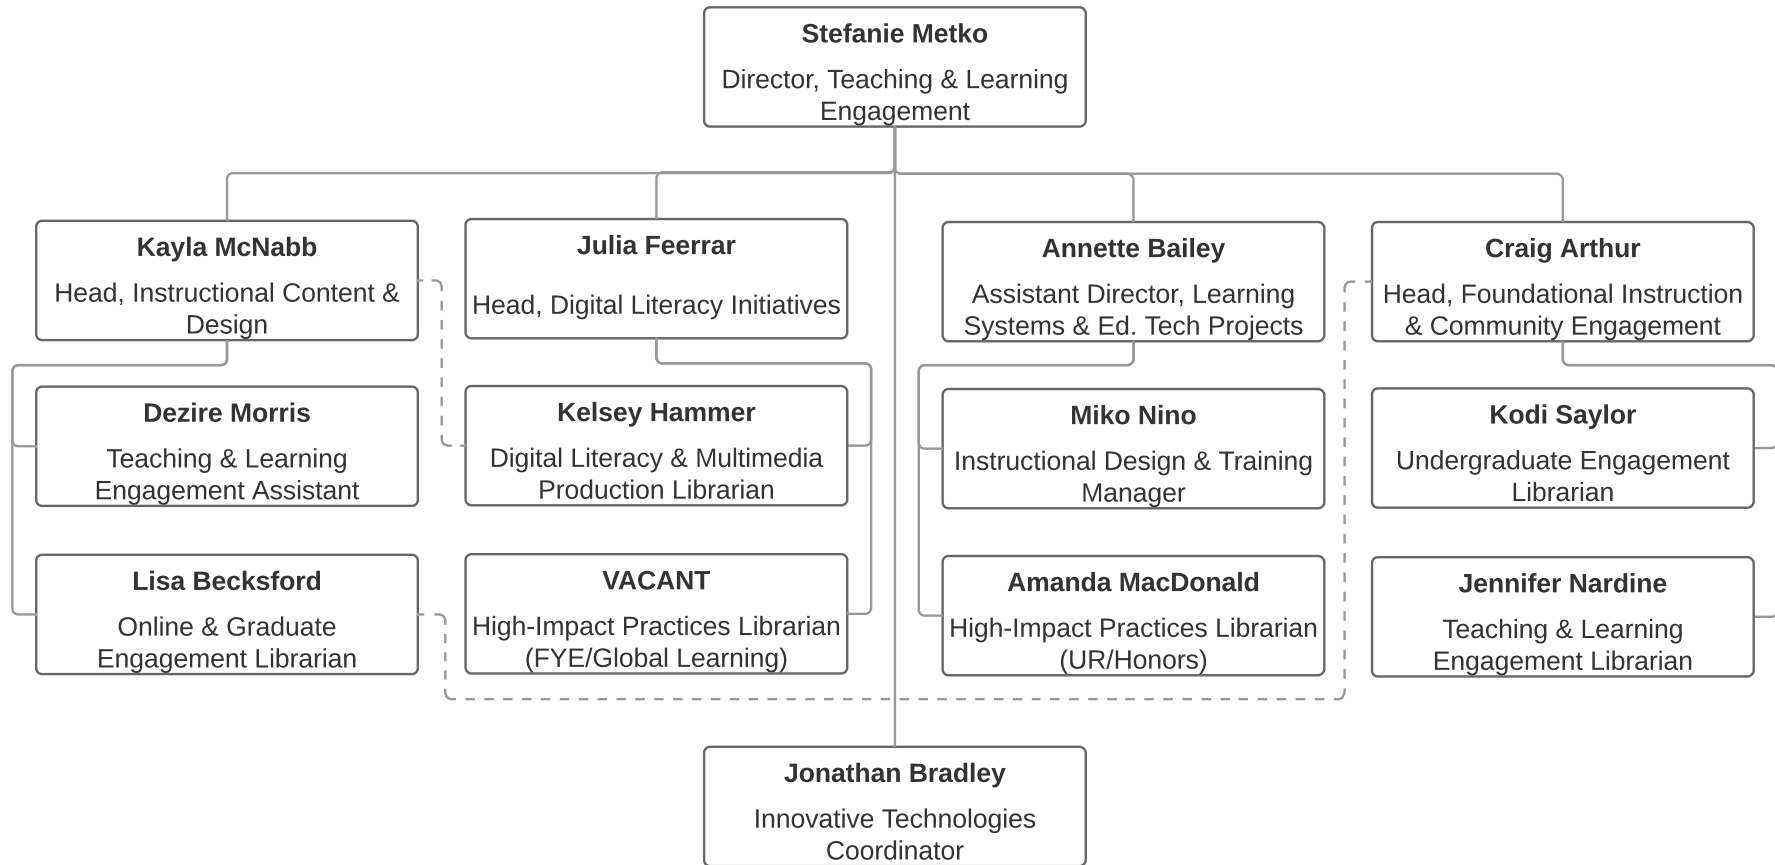 Stefanie Metko
Director, Teaching & Learning
Engagement
Kayla McNabb
Head, Instructional Content &
Design
Julia Feerrar
Head, Digital Literacy Initiatives
Annette Bailey
Assistant Director, Learning
Systems & Ed. Tech Projects
Craig Arthur
Head, Foundational Instruction
& Community Engagement
Dezire Morris
Teaching & Learning
Engagement Assistant
Kelsey Hammer
Digital Literacy & Multimedia
Production Librarian
Miko Nino
Instructional Design & Training
Manager
Kodi Saylor
Undergraduate Engagement
Librarian
Lisa Becksford
Online & Graduate
Engagement Librarian
VACANT
High-Impact Practices Librarian
(FYE/Global Learning)
Amanda MacDonald
High-Impact Practices Librarian
(UR/Honors)
Jennifer Nardine
Teaching & Learning
Engagement Librarian
Jonathan Bradley
Innovative Technologies
Coordinator